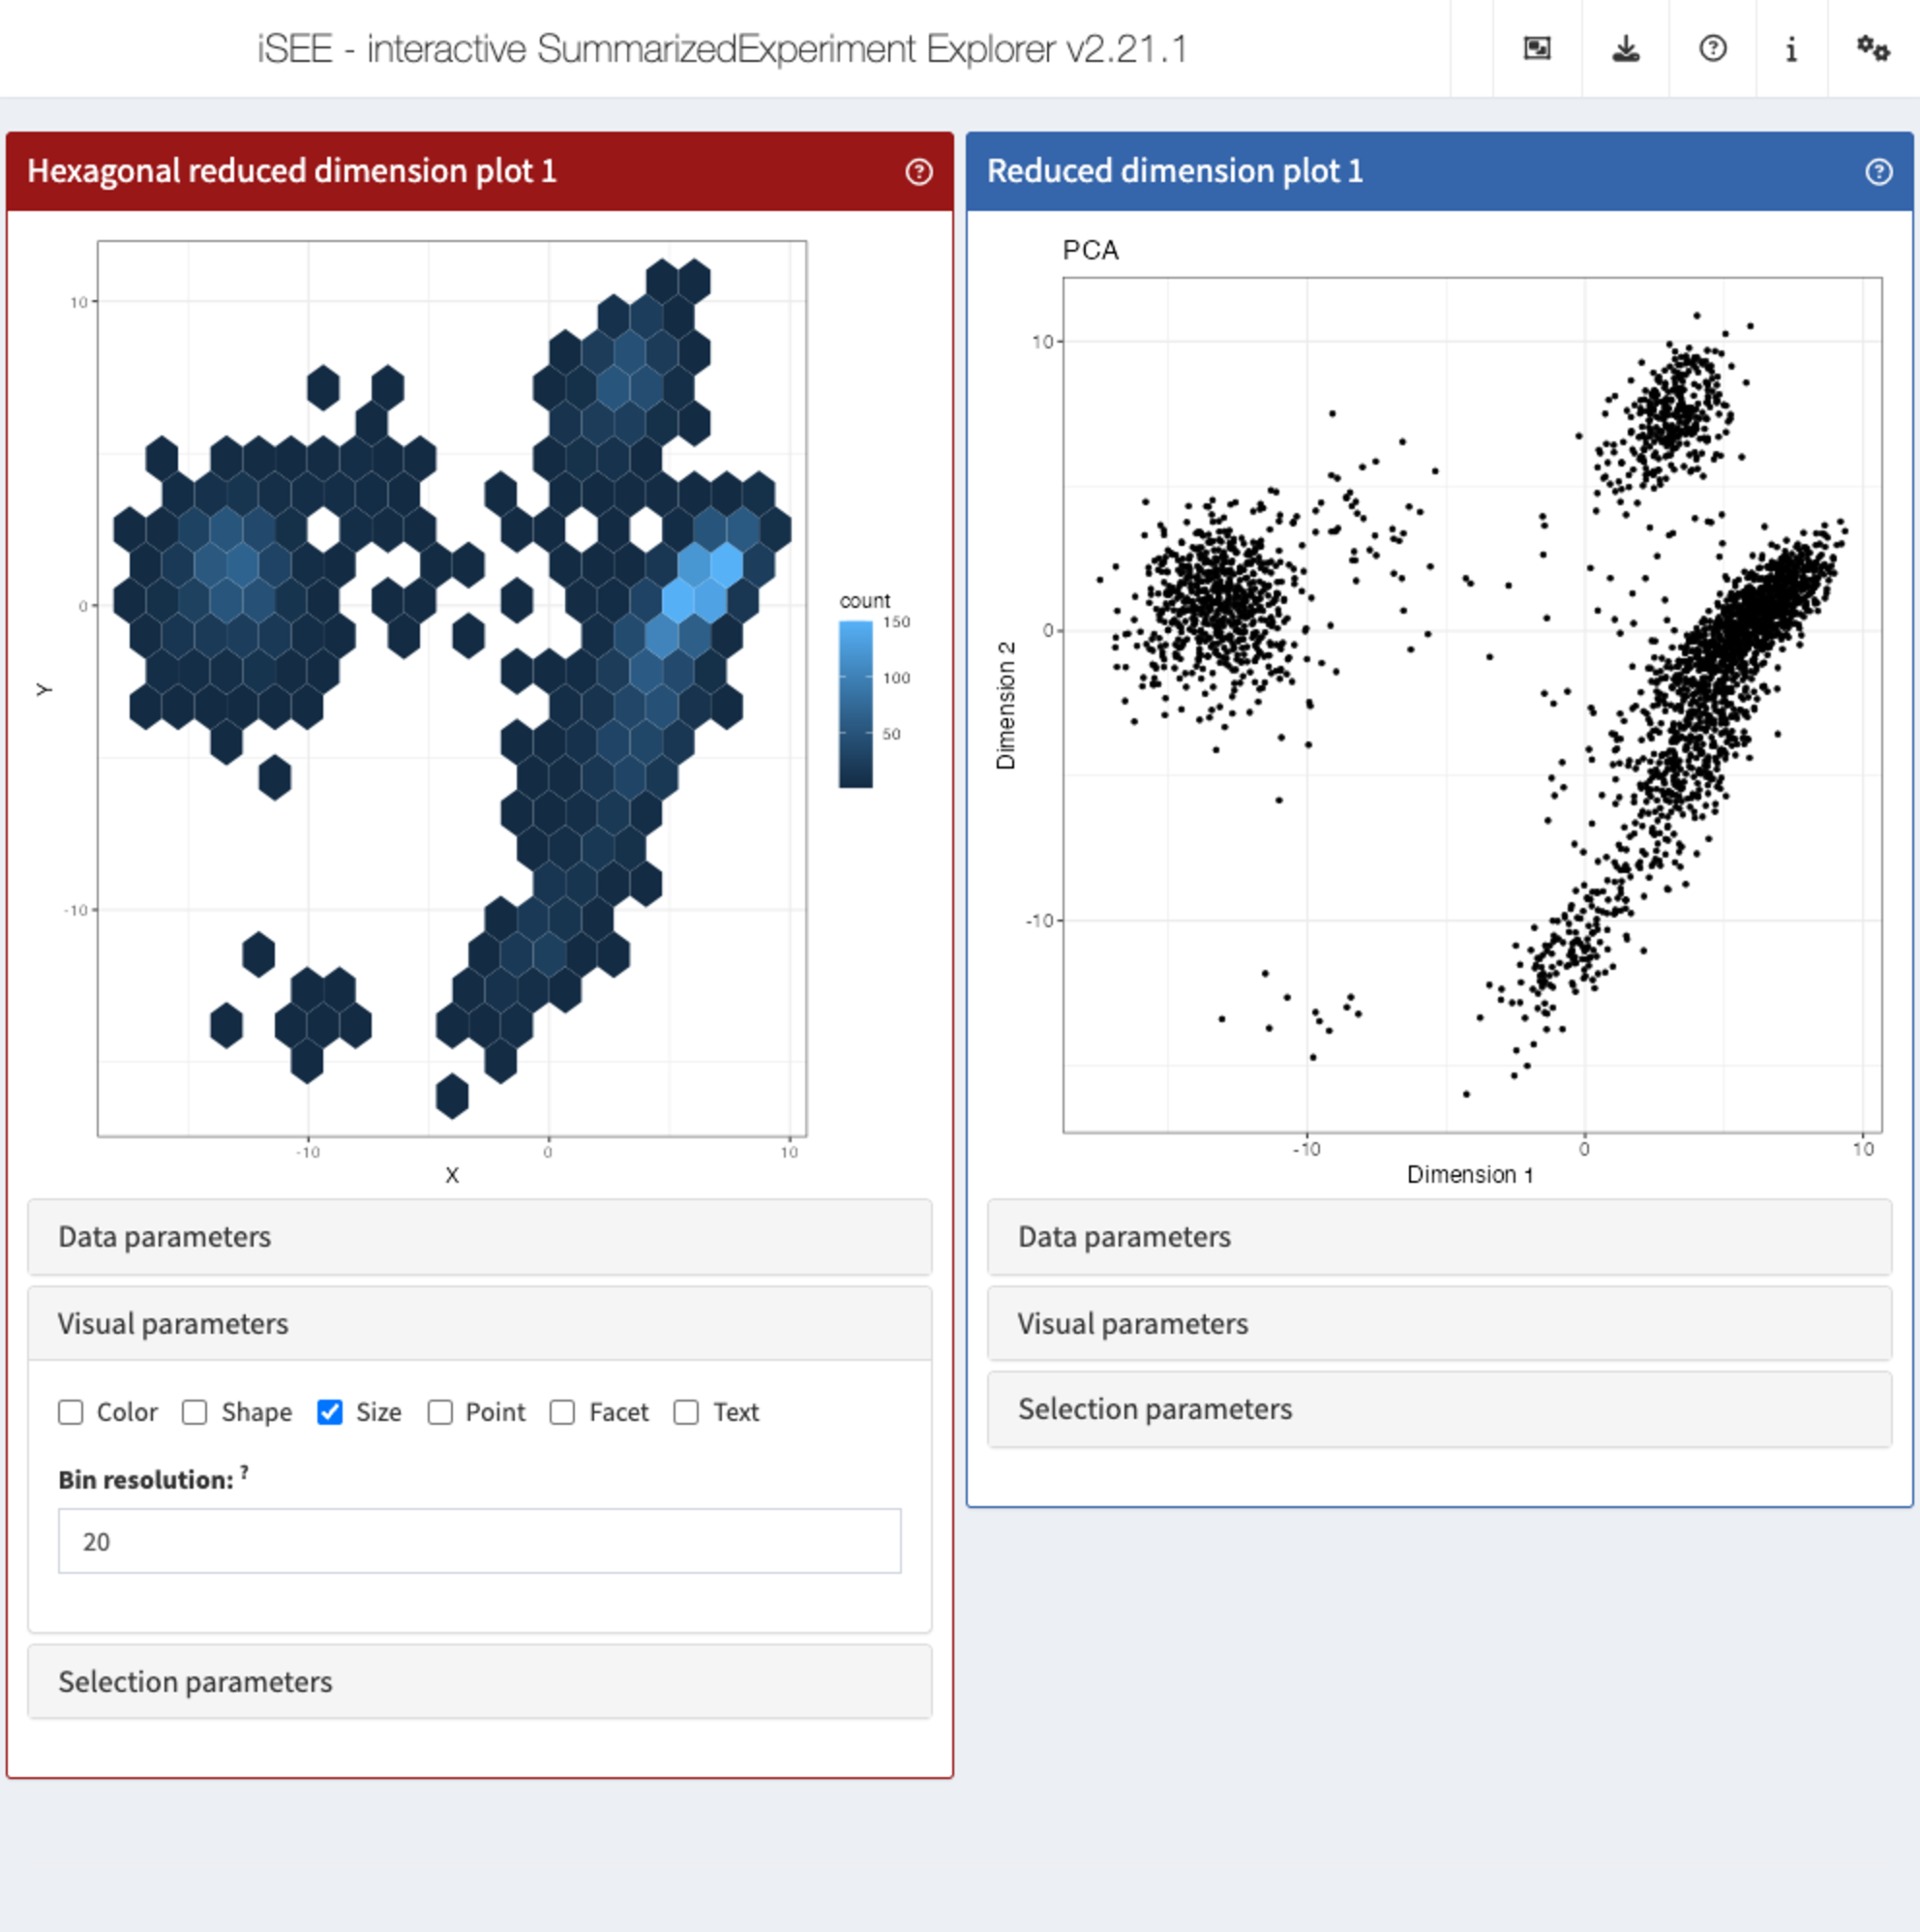 iSEE - interactive SummarizedExperiment Explorer v2.21.1
Hexagonal reduced dimension plot 1
?
10
0
-10
Y
-10
0
10
X
count
150
100
50
Data parameters
Visual parameters
Color
Shape
Size
Point
Facet
Text
Bin resolution: ?
20
Selection parameters
Reduced dimension plot 1
?
PCA
10
0
-10
Dimension 2
-10
0
10
Dimension 1
Data parameters
Visual parameters
Selection parameters